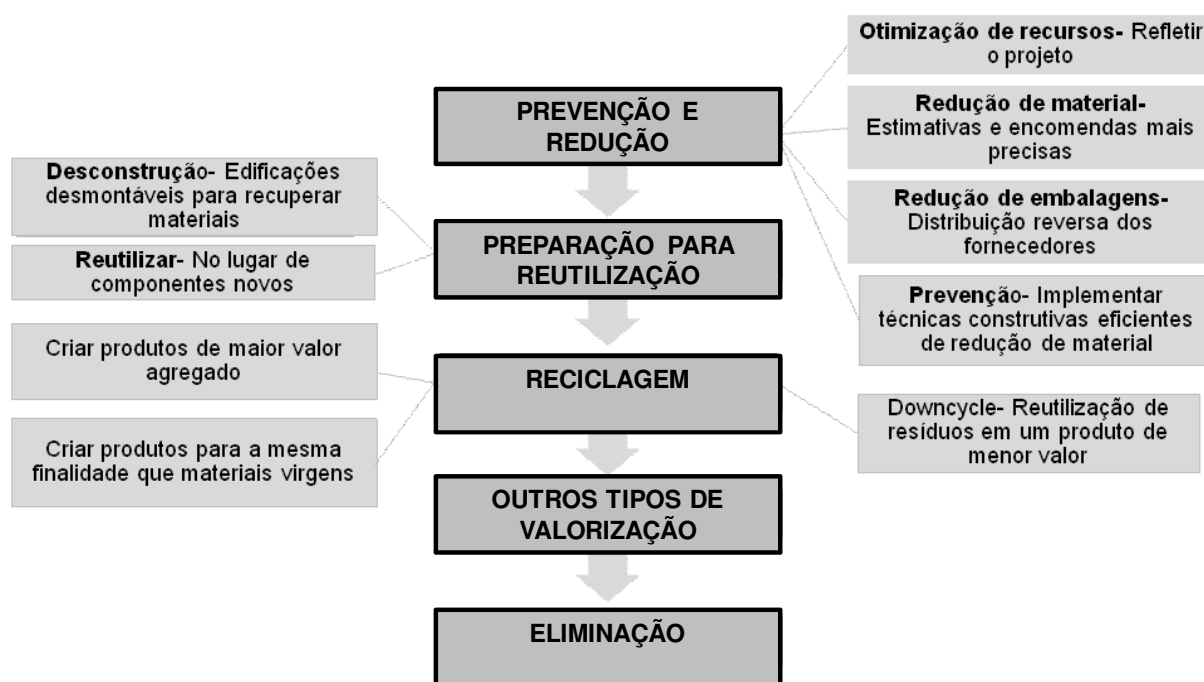 Otimização de recursos- Refletir
o projeto
PREVENÇÃO E
REDUÇÃO
Redução de material-
Estimativas e encomendas mais
precisas
Desconstrução- Edificações
desmontáveis para recuperar
materiais
Redução de embalagens-
Distribuição reversa dos
fornecedores
PREPARAÇÃO PARA
REUTILIZAÇÃO
Reutilizar- No lugar de
componentes novos
Prevenção- Implementar
técnicas construtivas eficientes
de redução de material
Criar produtos de maior valor
agregado
RECICLAGEM
Downcycle- Reutilização de
resíduos em um produto de
menor valor
Criar produtos para a mesma
finalidade que materiais virgens
OUTROS TIPOS DE
VALORIZAÇÃO
ELIMINAÇÃO